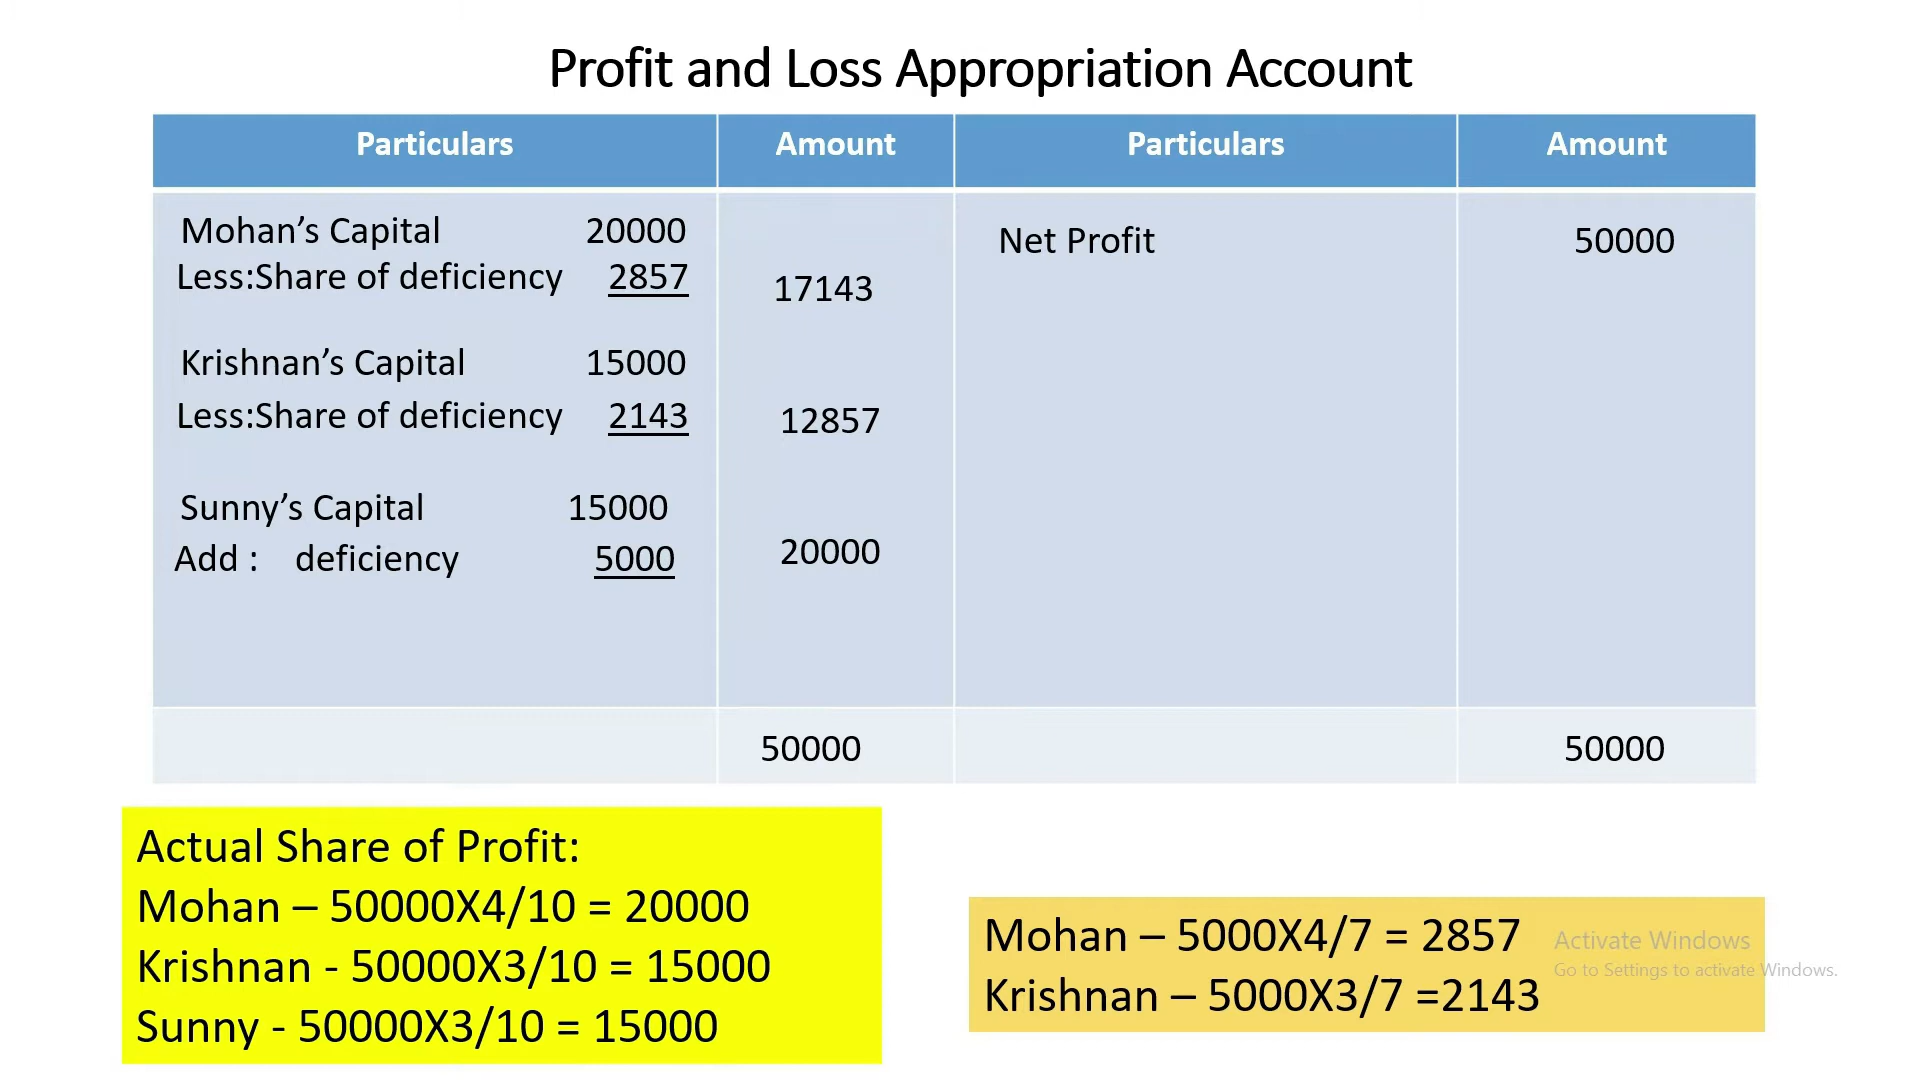 Profit and Loss Appropriation Account
Particulars Amount Particulars Amount
Mohan’s Capital 20000
Less:Share of deficiency 2857 17143
Krishnan’s Capital 15000
Less:Share of deficiency 2143 12857
Sunny’s Capital 15000
Add : deficiency 5000 20000
Net Profit 50000
50000 50000
Actual Share of Profit:
Mohan – 50000X4/10 = 20000
Krishnan - 50000X3/10 = 15000
Sunny - 50000X3/10 = 15000
Mohan – 5000X4/7 = 2857
Krishnan – 5000X3/7 =2143
Activate Windows
Go to Settings to activate Windows.